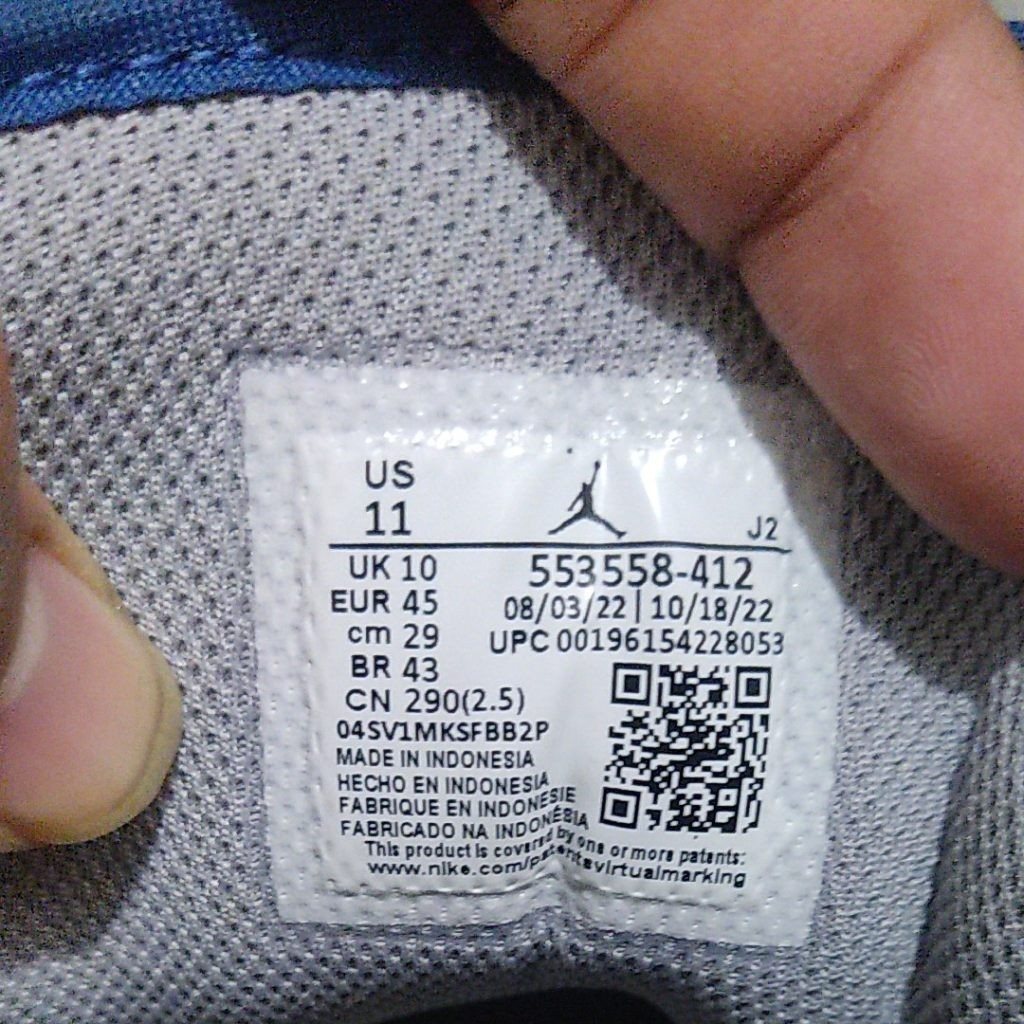 US
11
J2
UK 10
EUR 45
cm 29
BR 43
CN 290(2.5)
553558-412
08/03/22 | 10/18/22
UPC 00196154228053
04SV1MKSFBB2P
MADE IN INDONESIA
HECHO EN INDONESIA
FABRIQUE EN INDONESIE
FABRICADO NA INDONÉSIA
This product is covered by one or more patents:
www.nike.com/patentsvirtualmarking